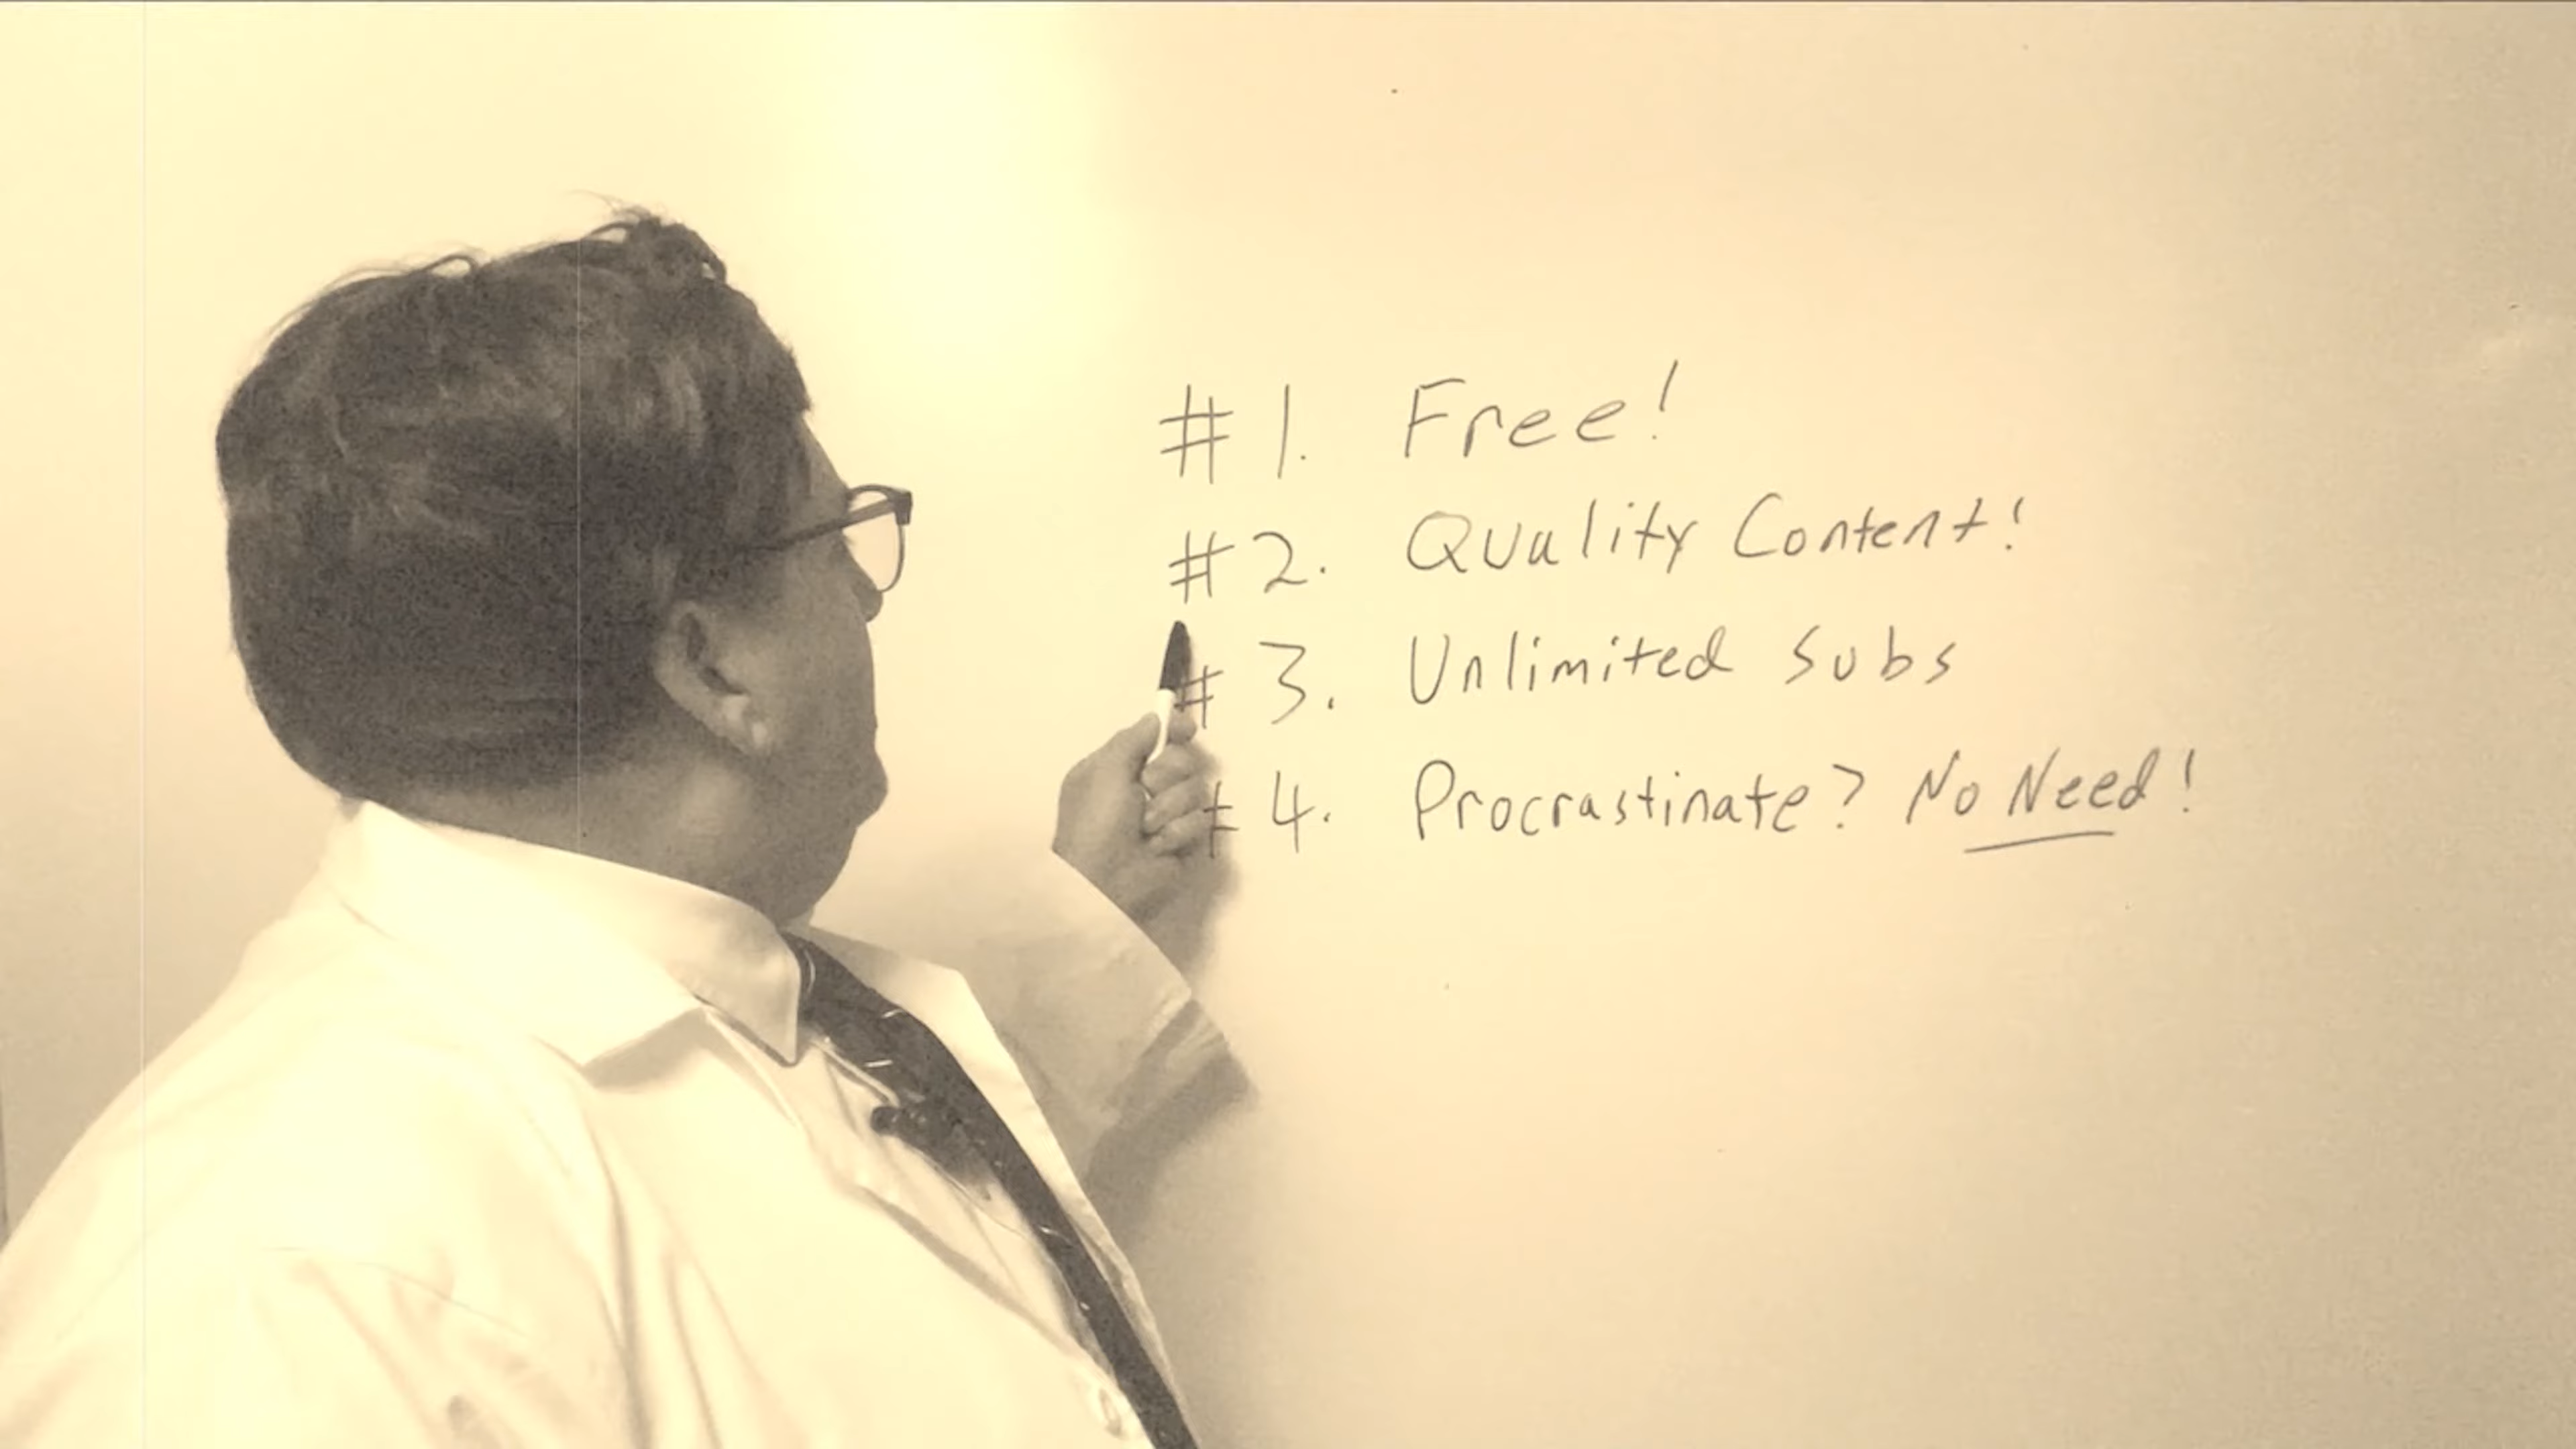 #1. Free!
#2. Quality Content!
#3. Unlimited Subs
#4. Procrastinate? No Need!